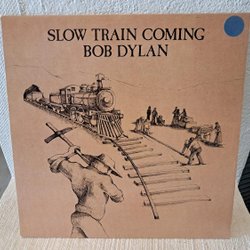 SLOW TRAIN COMING
BOB DYLAN